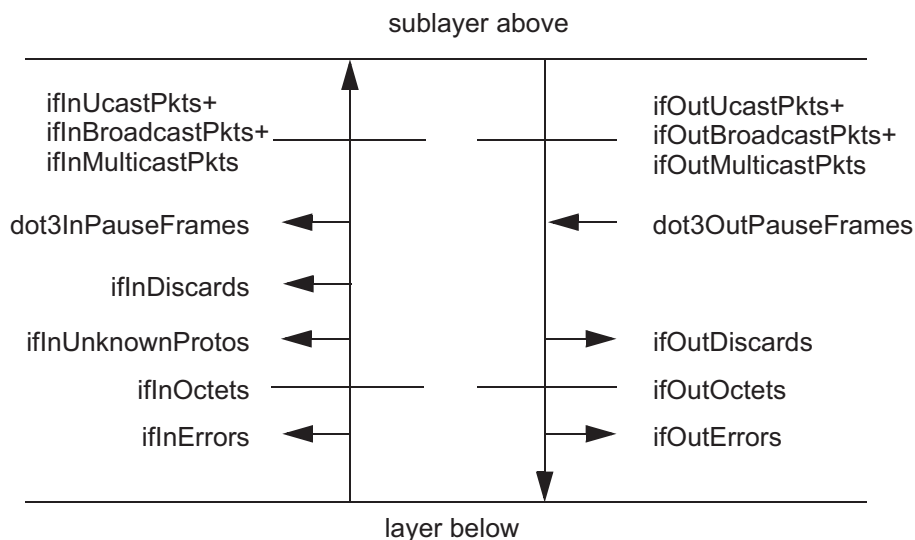 sublayer above
ifInUcastPkts+
ifInBroadcastPkts+
ifInMulticastPkts
ifOutUcastPkts+
ifOutBroadcastPkts+
ifOutMulticastPkts
dot3InPauseFrames
dot3OutPauseFrames
ifInDiscards
ifInUnknownProtos
ifOutDiscards
ifInOctets
ifOutOctets
ifInErrors
ifOutErrors
layer below